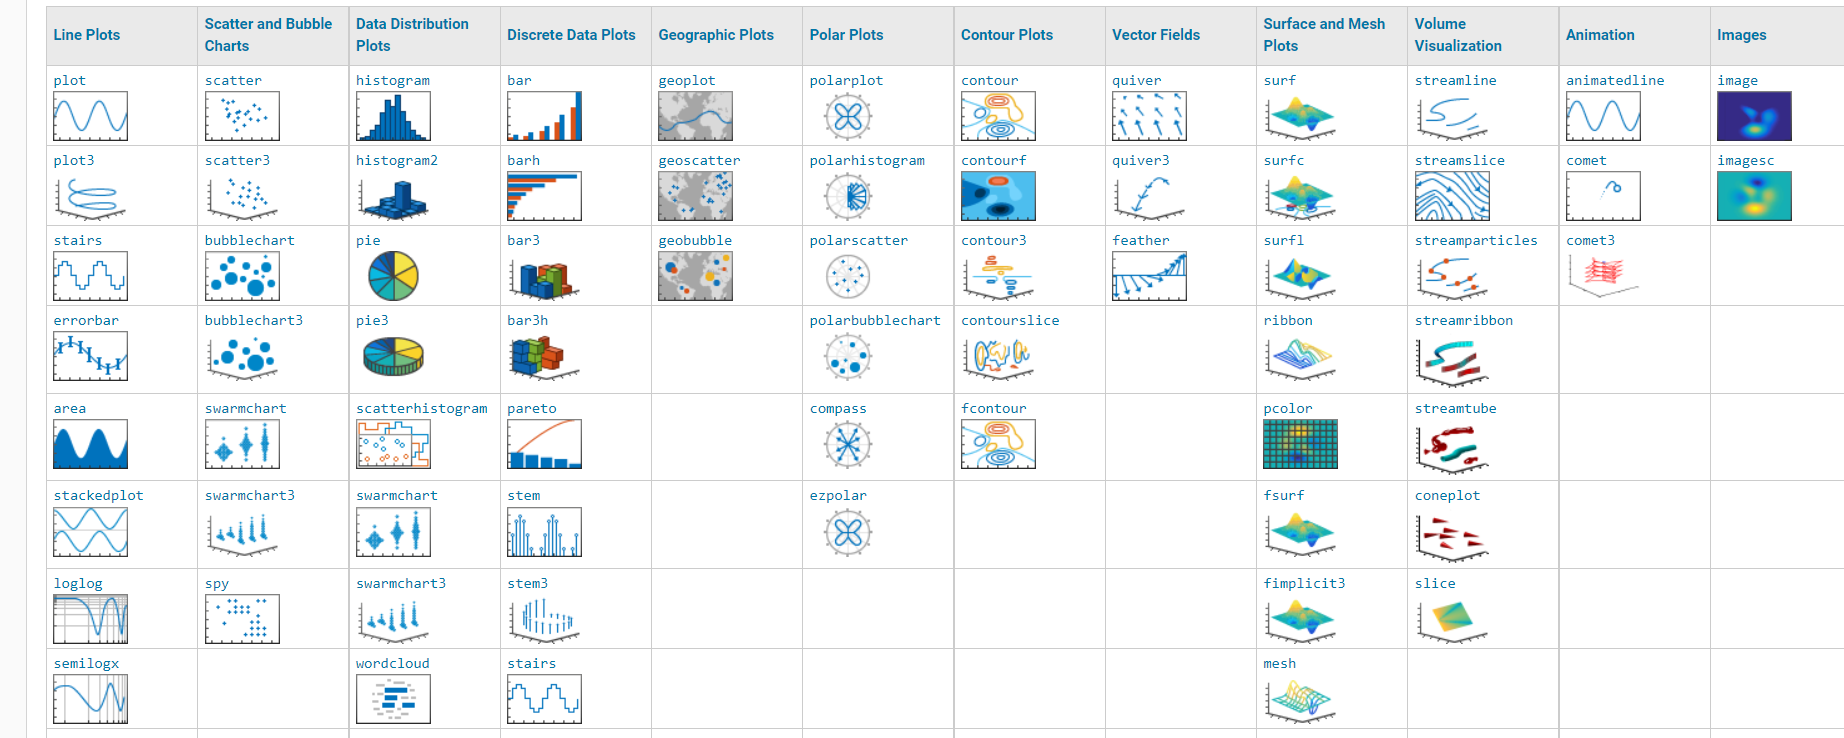 Line Plots
Scatter and Bubble
Charts
Data Distribution
Plots
Discrete Data Plots
Geographic Plots
Polar Plots
Contour Plots
Vector Fields
Surface and Mesh
Plots
Volume
Visualization
Animation
Images
plot
scatter
histogram
bar
geoplot
polarplot
contour
quiver
surf
streamline
animatedline
image
plot3
scatter3
histogram2
barh
geoscatter
polarhistogram
contourf
quiver3
surfc
streamslice
comet
imagesc
stairs
bubblechart
pie
bar3
geobubble
polarscatter
contour3
feather
surfl
streamparticles
comet3
errorbar
bubblechart3
pie3
bar3h
polarbubblechart
contourslice
ribbon
streamribbon
area
swarmchart
scatterhistogram
pareto
compass
fcontour
pcolor
streamtube
stackedplot
swarmchart3
swarmchart
stem
ezpolar
fsurf
coneplot
loglog
spy
swarmchart3
stem3
fimplicit3
slice
semilogx
wordcloud
stairs
mesh